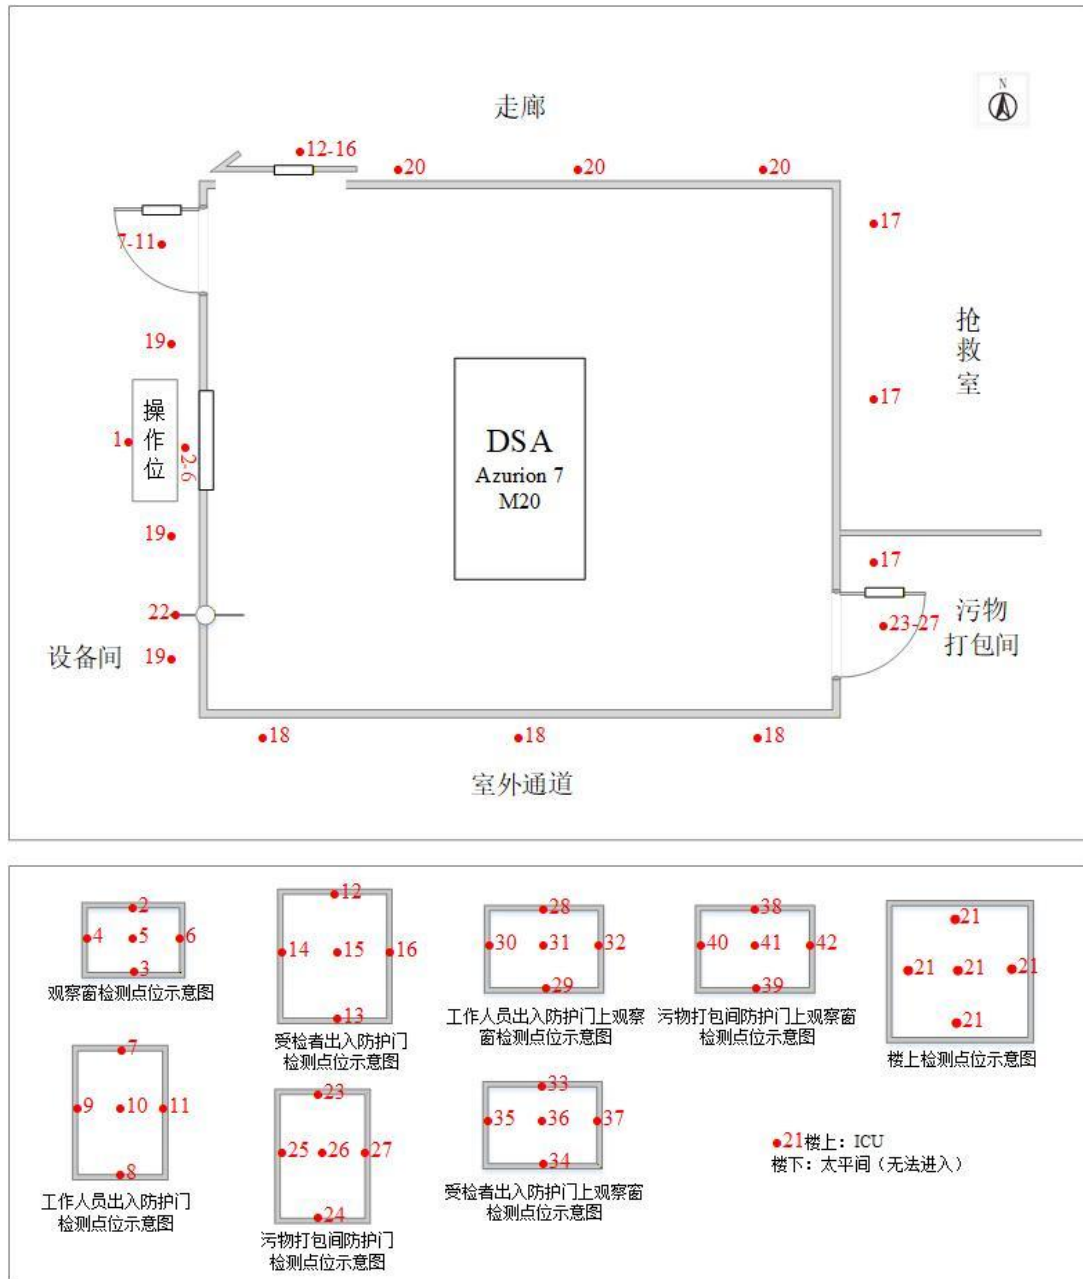 N
走廊
12-16
20
20
20
7-11
17
抢
救
室
19
17
操
作
位
1
2-6
DSA
Azurion 7
M20
19
17
22
23-27
污物
打包间
设备间
19
18
18
18
室外通道
2
4
5
6
3
观察窗检测点位示意图
12
14
15
16
13
受检者出入防护门
检测点位示意图
28
30
31
32
29
工作人员出入防护门上观察
窗检测点位示意图
38
40
41
42
39
污物打包间防护门上观察窗
检测点位示意图
21
21
21
21
21
楼上检测点位示意图
7
9
10
11
8
工作人员出入防护门
检测点位示意图
23
25
26
27
24
污物打包间防护门
检测点位示意图
33
35
36
37
34
受检者出入防护门上观察窗
检测点位示意图
21楼上：ICU
楼下：太平间（无法进入）